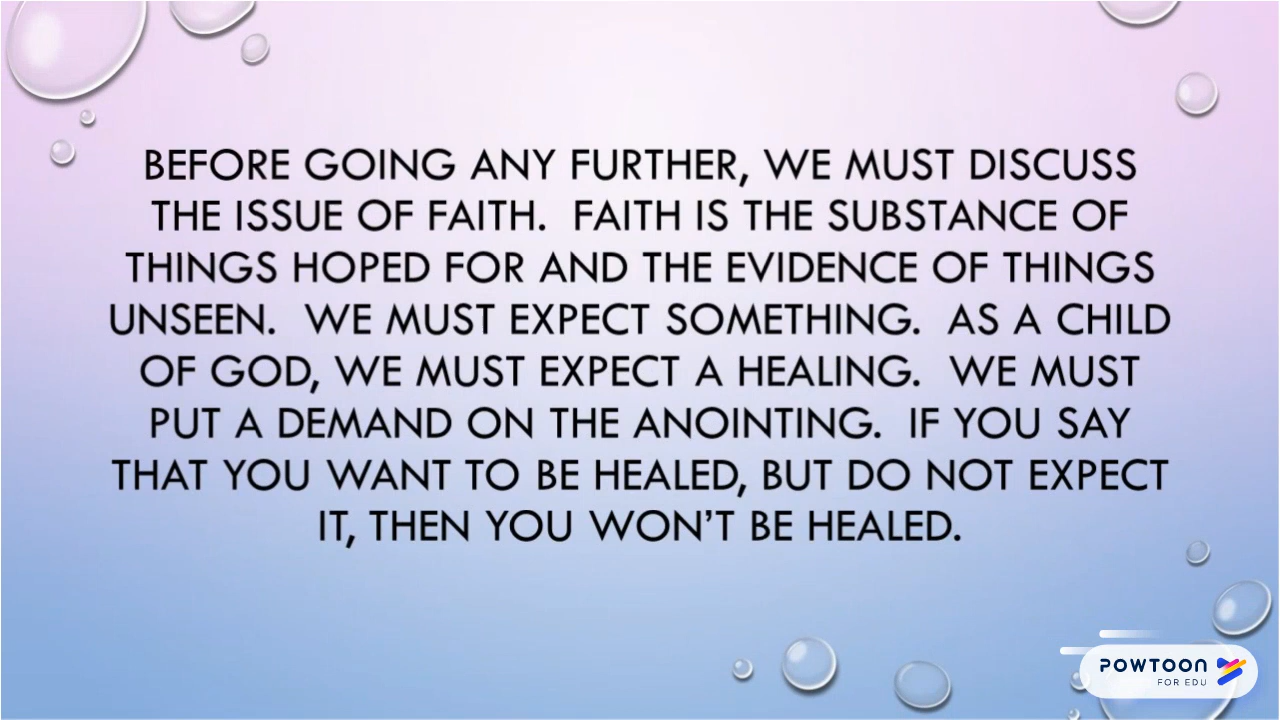 BEFORE GOING ANY FURTHER, WE MUST DISCUSS
THE ISSUE OF FAITH.  FAITH IS THE SUBSTANCE OF
THINGS HOPED FOR AND THE EVIDENCE OF THINGS
UNSEEN.  WE MUST EXPECT SOMETHING.  AS A CHILD
OF GOD, WE MUST EXPECT A HEALING.  WE MUST
PUT A DEMAND ON THE ANOINTING.  IF YOU SAY
THAT YOU WANT TO BE HEALED, BUT DO NOT EXPECT
IT, THEN YOU WON'T BE HEALED.
POWTOON
FOR EDU